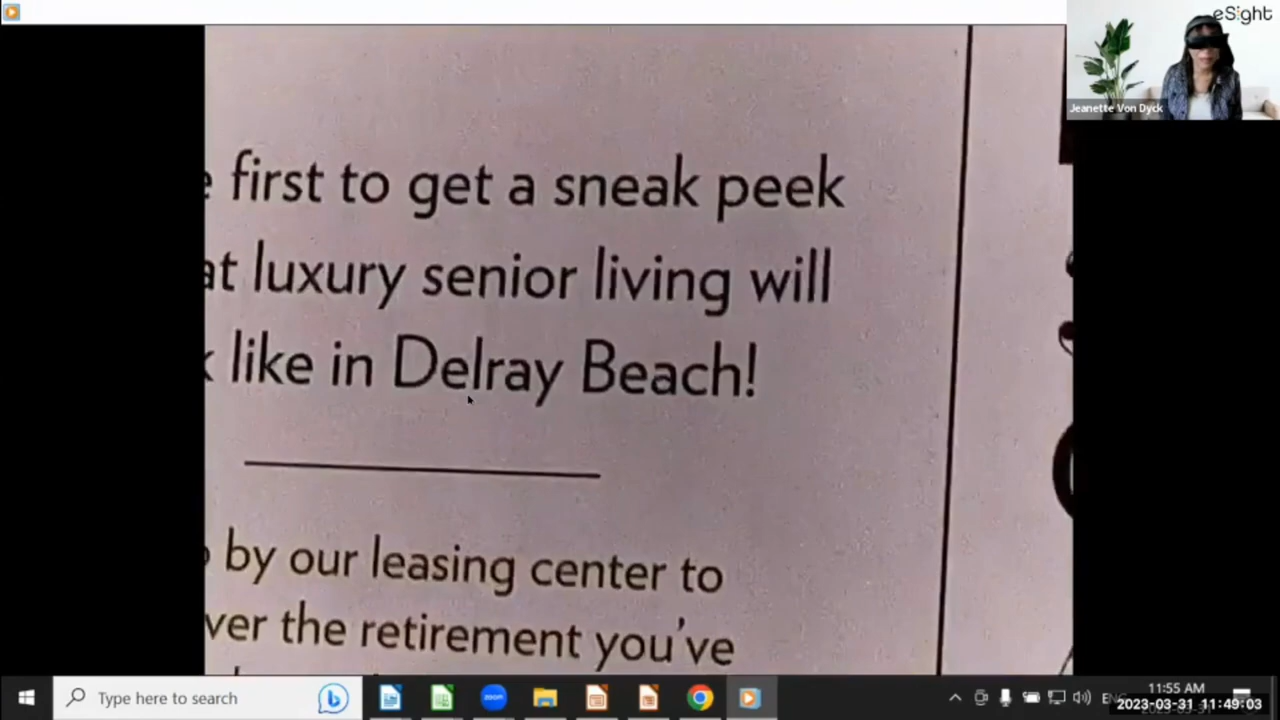 eSight
Jeanette Von Dyck
first to get a sneak peek
at luxury senior living will
like in Delray Beach!
by our leasing center to
ver the retirement you've
Type here to search
zoom
11:55 AM
2023-03-31 11:49:03